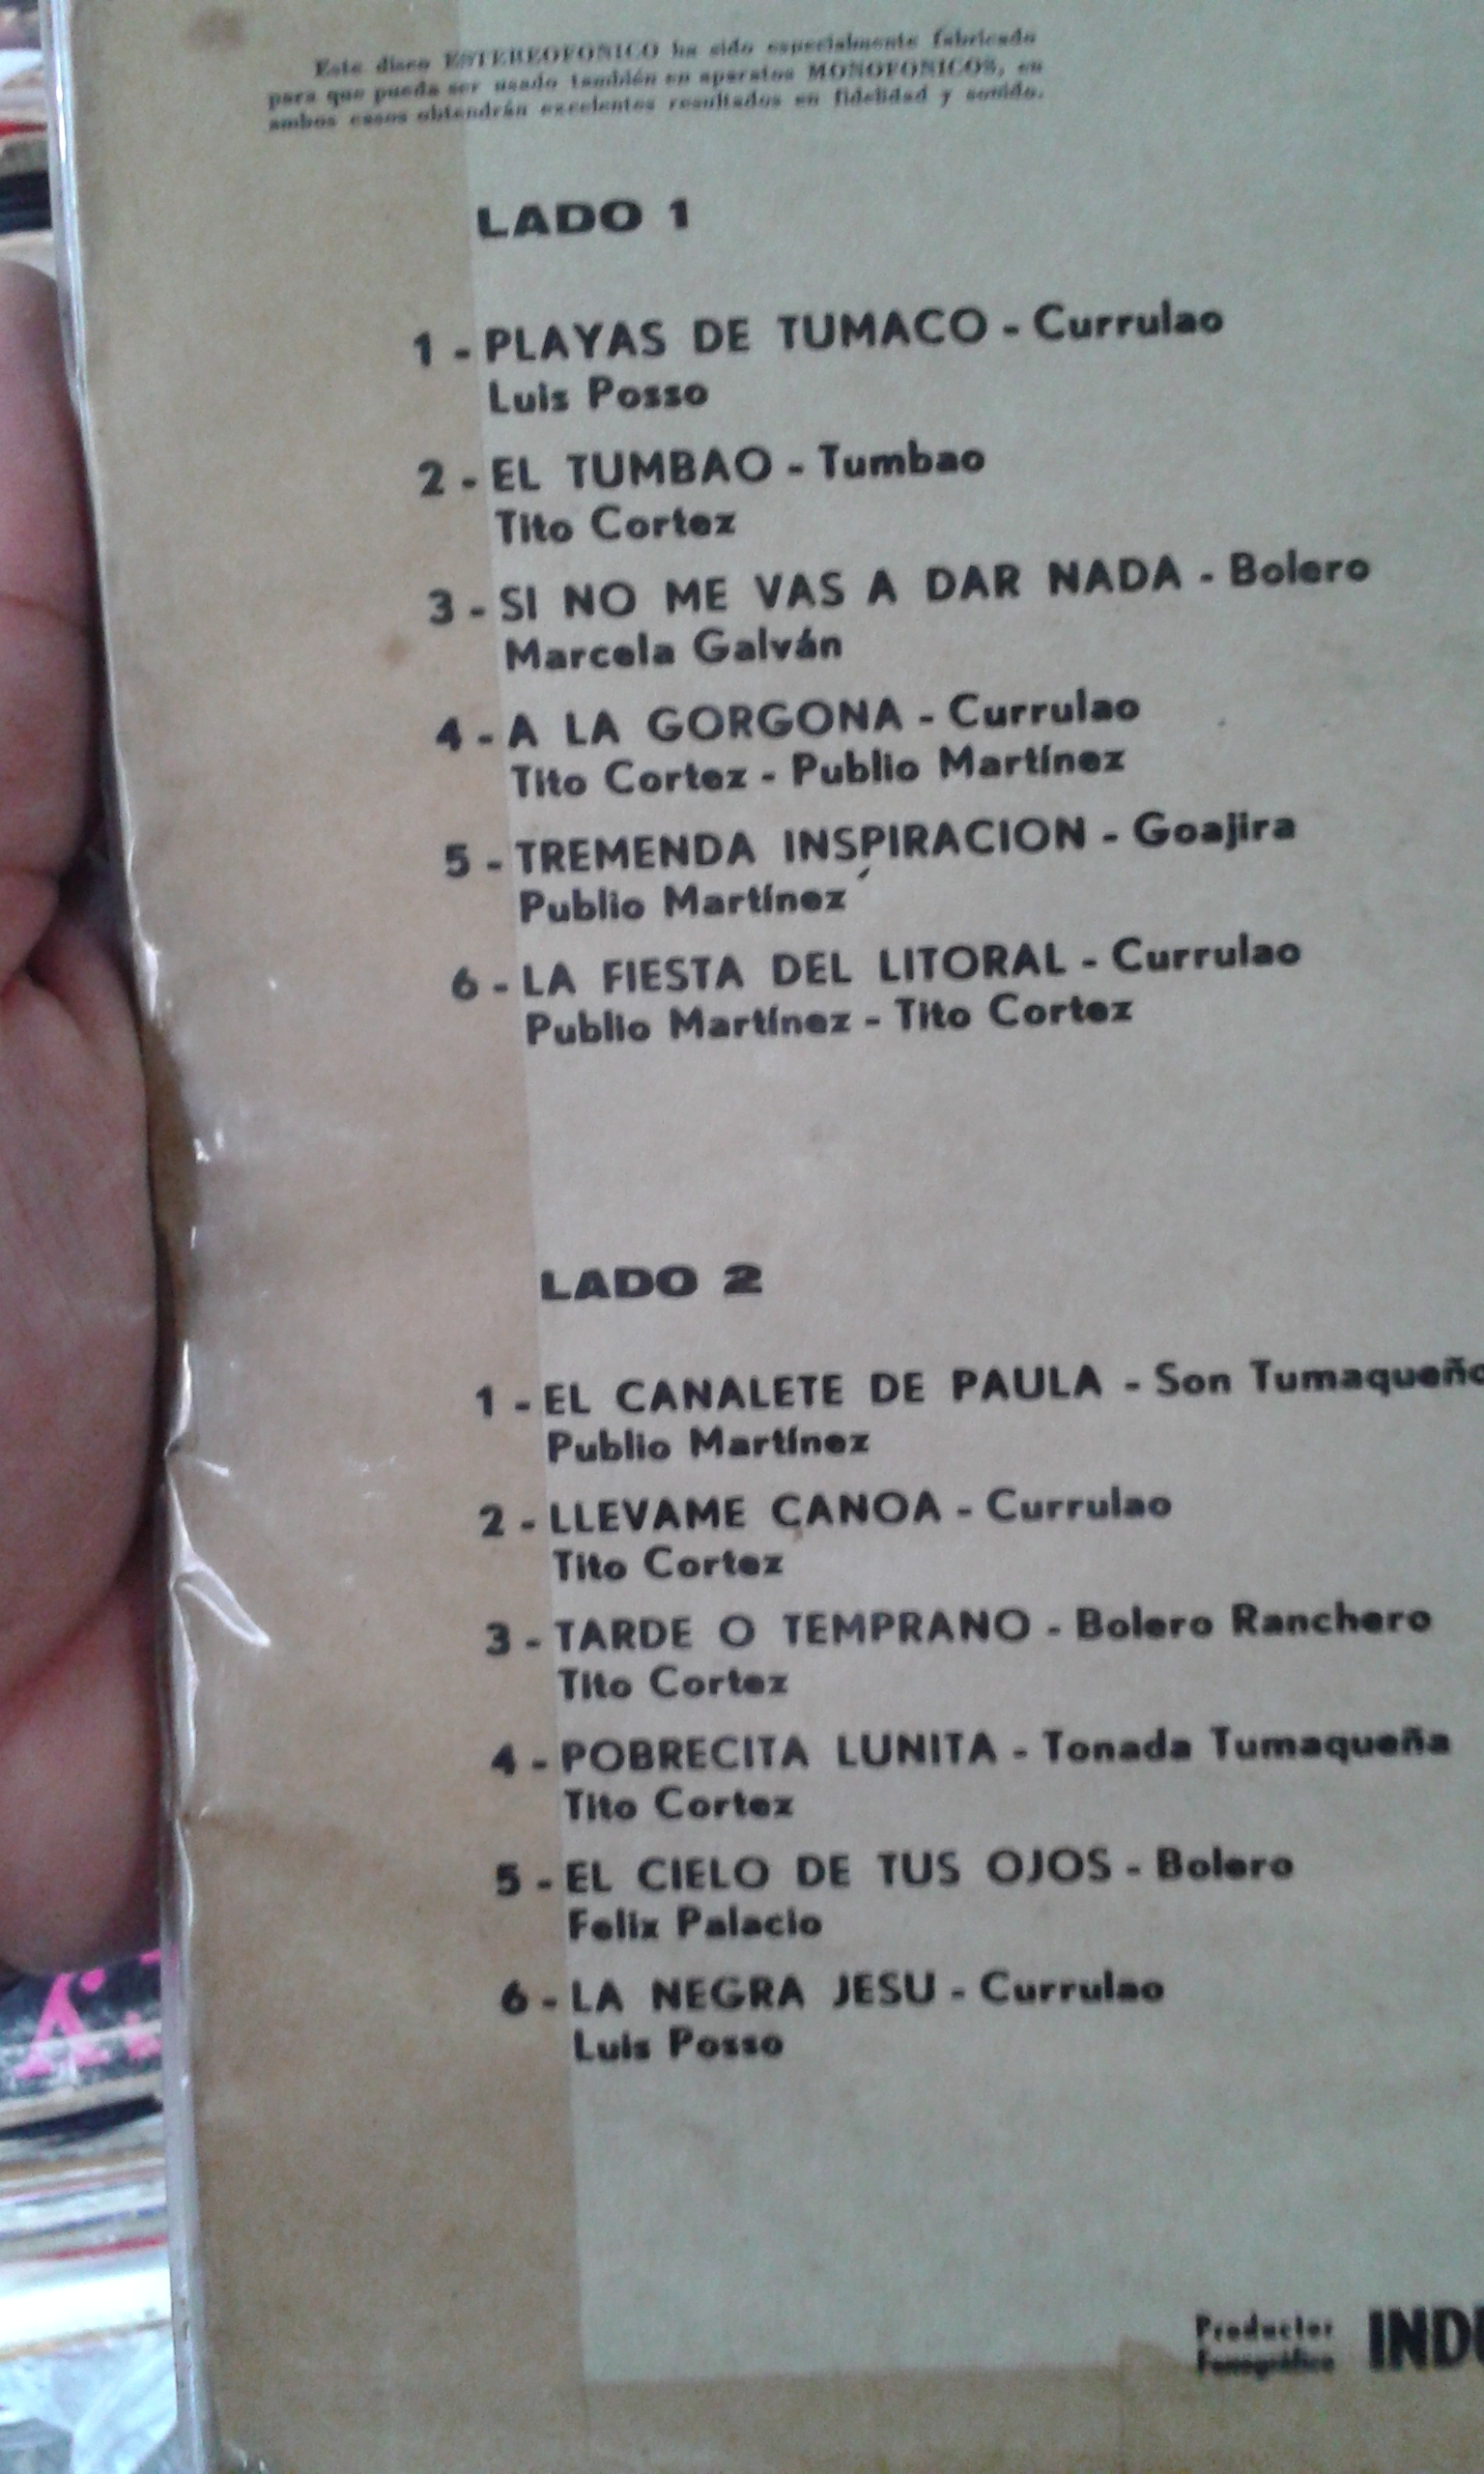 Este disco ESTEREOFONICO ha sido especialmente fabricado
para que pueda ser usado también en aparatos MONOFONICOS, en
ambos casos obtendrán excelentes resultados en fidelidad y sonido.
LADO 1
1 - PLAYAS DE TUMACO - Currulao
Luis Posso
2 - EL TUMBAO - Tumbao
Tito Cortez
3 - SI NO ME VAS A DAR NADA - Bolero
Marcela Galván
4 - A LA GORGONA - Currulao
Tito Cortez - Publio Martínez
5 - TREMENDA INSPIRACION - Goajira
Publio Martínez
6 - LA FIESTA DEL LITORAL - Currulao
Publio Martínez - Tito Cortez
LADO 2
1 - EL CANALETE DE PAULA - Son Tumaqueño
Publio Martínez
2 - LLEVAME CANOA - Currulao
Tito Cortez
3 - TARDE O TEMPRANO - Bolero Ranchero
Tito Cortez
4 - POBRECITA LUNITA - Tonada Tumaqueña
Tito Cortez
5 - EL CIELO DE TUS OJOS - Bolero
Felix Palacio
6 - LA NEGRA JESU - Currulao
Luis Posso
Productor
Fonográfico